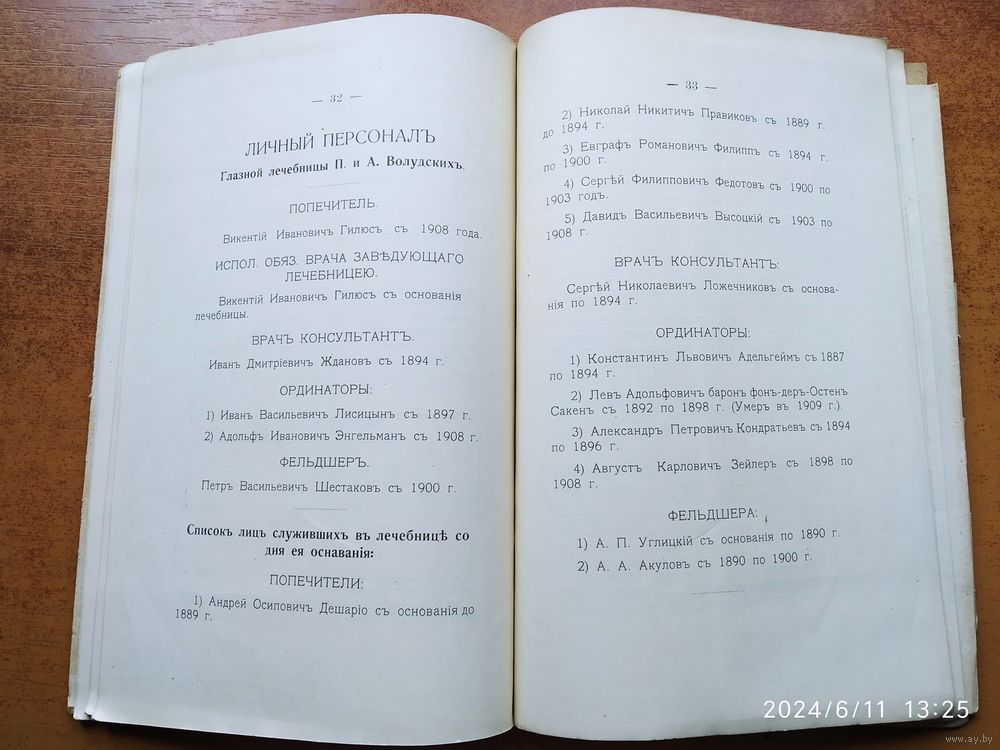 — 32 —
ЛИЧНЫЙ ПЕРСОНАЛЪ
Глазной лечебницы П. и А. Волудскихъ.
ПОПЕЧИТЕЛЬ.
Викентій Ивановичъ Гилюсъ съ 1908 года.
ИСПОЛ. ОБЯЗ. ВРАЧА ЗАВѢДУЮЩАГО
ЛЕЧЕБНИЦЕЮ.
Викентій Ивановичъ Гилюсъ съ основанія
лечебницы.
ВРАЧЪ КОНСУЛЬТАНТЪ.
Иванъ Дмитріевичъ Ждановъ съ 1894 г.
ОРДИНАТОРЫ:
1) Иванъ Васильевичъ Лисицынъ съ 1897 г.
2) Адольфъ Ивановичъ Энгельманъ съ 1908 г.
ФЕЛЬДШЕРЪ.
Петръ Васильевичъ Шестаковъ съ 1900 г.
Списокъ лицъ служившихъ въ лечебницѣ со
дня ея оснаванія:
ПОПЕЧИТЕЛИ:
1) Андрей Осиповичъ Дешаріо съ основанія до
1889 г.
— 33 —
2) Николай Никитичъ Правиковъ съ 1889 г.
до 1894 г.
3) Евграфъ Романовичъ Филиппъ съ 1894 г.
по 1900 г.
4) Сергѣй Филипповичъ Федотовъ съ 1900 по
1903 годъ.
5) Давидъ Васильевичъ Высоцкій съ 1903 по
1908 г.
ВРАЧЪ КОНСУЛЬТАНТЪ:
Сергѣй Николаевичъ Ложечниковъ съ основа-
нія по 1894 г.
ОРДИНАТОРЫ:
1) Константинъ Львовичъ Адельгеймъ съ 1887
по 1894 г.
2) Левъ Адольфовичъ баронъ фонъ-деръ-Остенъ
Сакенъ съ 1892 по 1898 г. (Умеръ въ 1909 г.).
3) Александръ Петровичъ Кондратьевъ съ 1894
по 1896 г.
4) Августъ Карловичъ Зейлеръ съ 1898 по
1908 г.
ФЕЛЬДШЕРА:
1) А. П. Углицкій съ основанія по 1890 г.
2) А. А. Акуловъ съ 1890 по 1900 г.
2024/6/11 13:25
www.ay.by